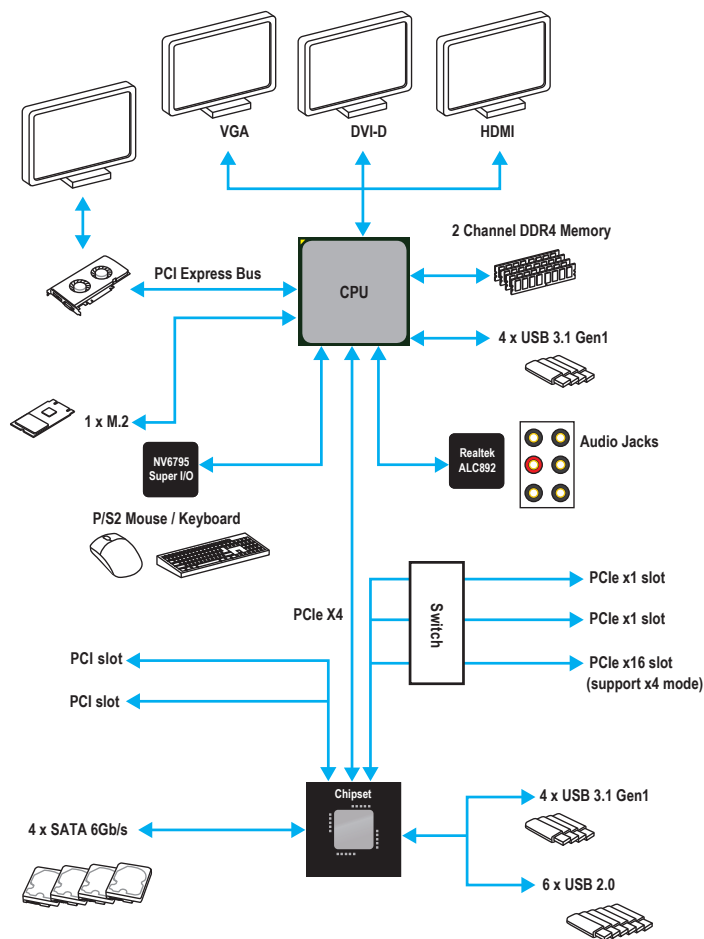 VGA
DVI-D
HDMI
2 Channel DDR4 Memory
PCI Express Bus
CPU
4 x USB 3.1 Gen1
1 x M.2
NV6795
Super I/O
Realtek
ALC892
Audio Jacks
P/S2 Mouse / Keyboard
PCIe X4
Switch
PCIe x1 slot
PCIe x1 slot
PCIe x16 slot
(support x4 mode)
PCI slot
PCI slot
Chipset
4 x SATA 6Gb/s
4 x USB 3.1 Gen1
6 x USB 2.0